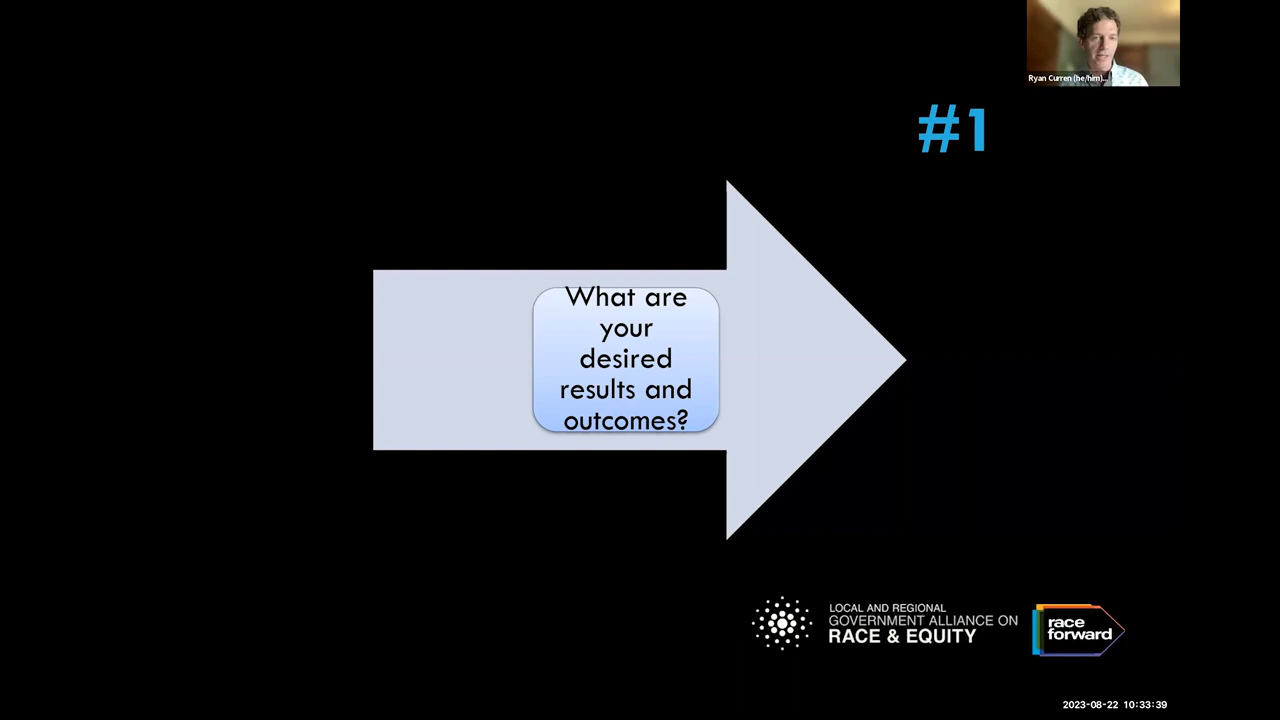 Ryan Curren (he/him)...
#1
What are
your
desired
results and
outcomes?
LOCAL AND REGIONAL
GOVERNMENT ALLIANCE ON
RACE & EQUITY
race
forward
2023-08-22 10:33:39